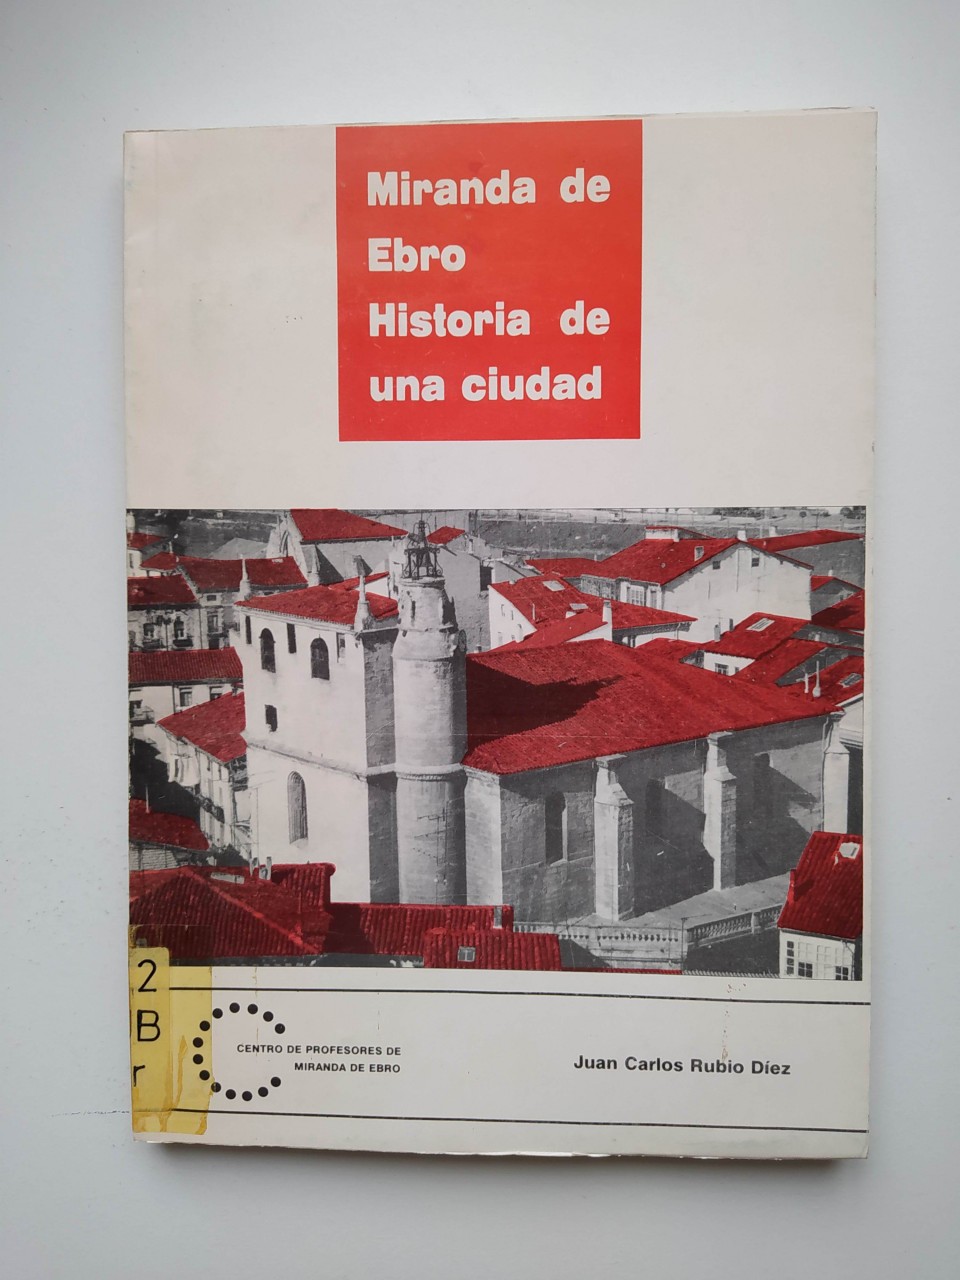 Miranda de
Ebro
Historia de
una ciudad
2
B
r
CENTRO DE PROFESORES DE
MIRANDA DE EBRO
Juan Carlos Rubio Díez